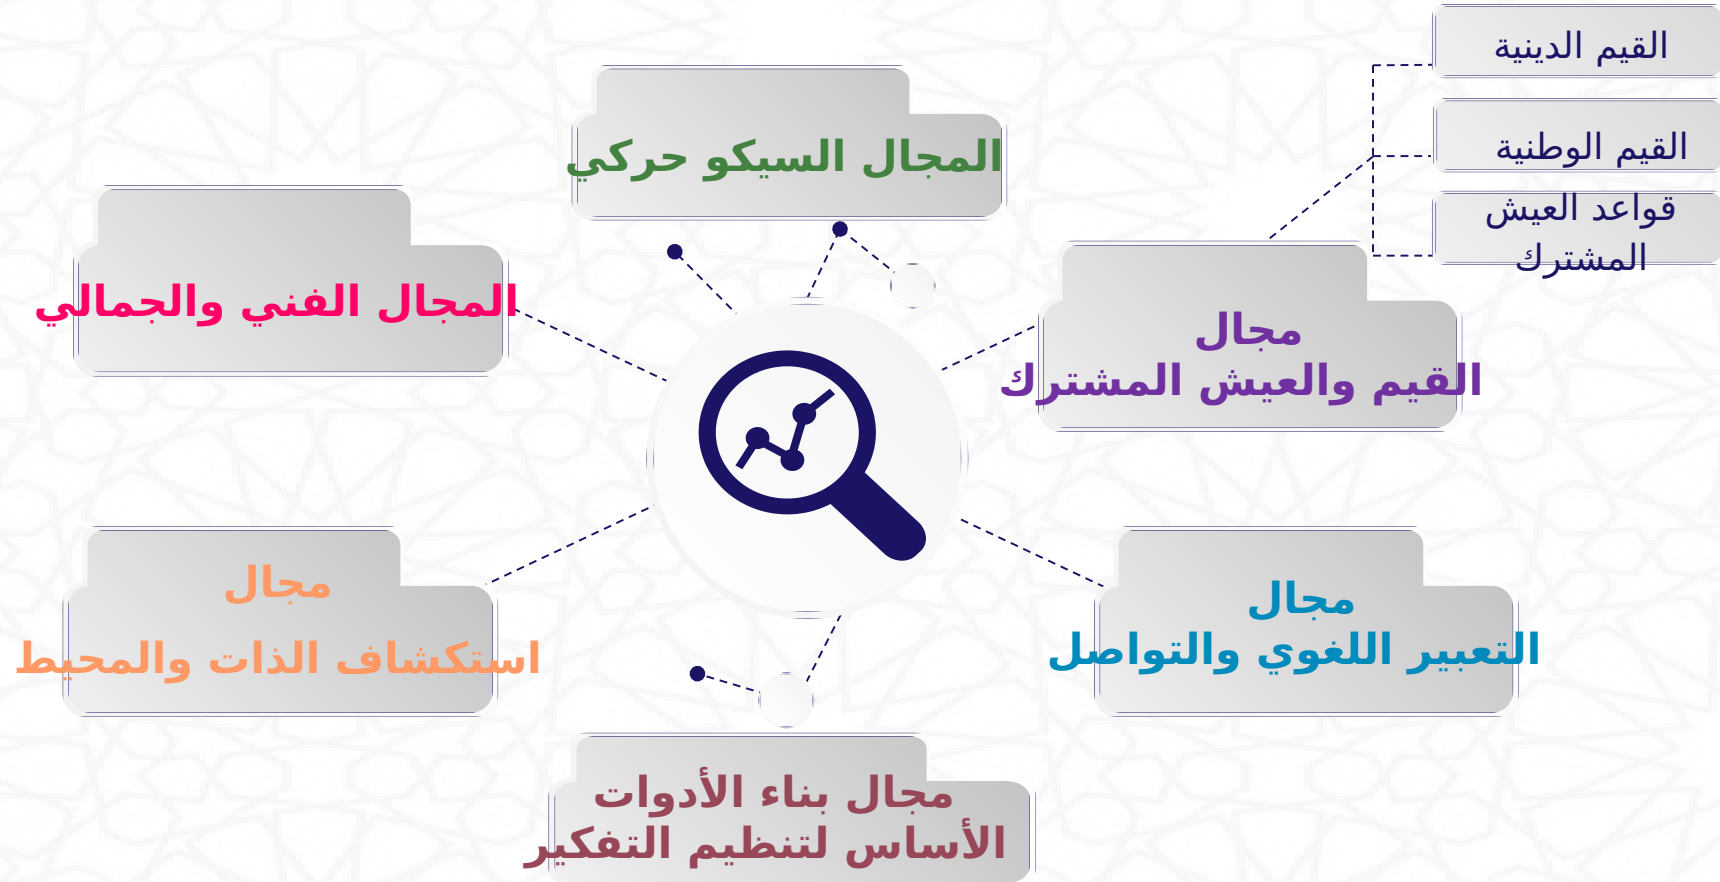 القيم الدينية
القيم الوطنية
قواعد العيش
المشترك
المجال السيكو حركي
مجال
القيم والعيش المشترك
المجال الفني والجمالي
مجال
التعبير اللغوي والتواصل
مجال
استكشاف الذات والمحيط
مجال بناء الأدوات
الأساس لتنظيم التفكير